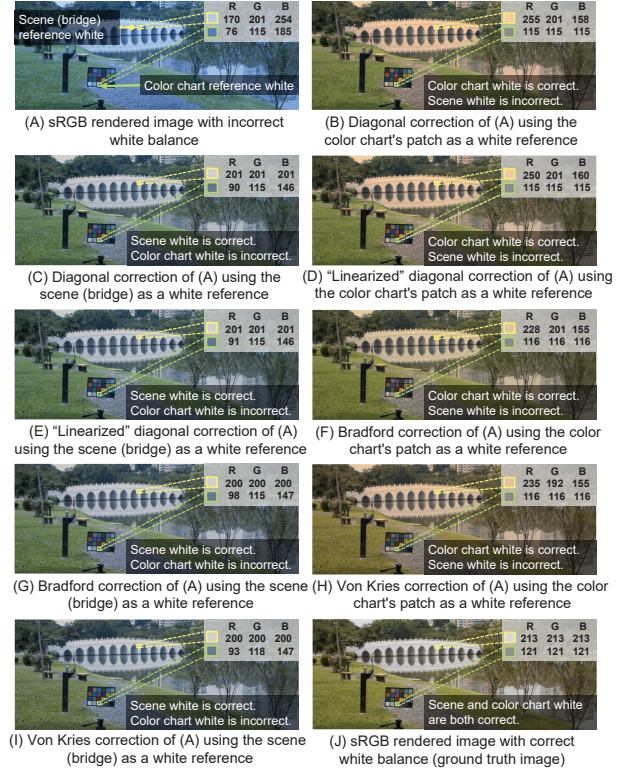 Scene (bridge)
reference white
R G B
170 201 254
76 115 185
Color chart reference white
(A) sRGB rendered image with incorrect
white balance
R G B
255 201 158
115 115 115
Color chart white is correct.
Scene white is incorrect.
(B) Diagonal correction of (A) using the
color chart's patch as a white reference
R G B
201 201 201
90 115 146
Scene white is correct.
Color chart white is incorrect.
(C) Diagonal correction of (A) using the
scene (bridge) as a white reference
R G B
250 201 160
115 115 115
Color chart white is correct.
Scene white is incorrect.
(D) “Linearized” diagonal correction of (A) using
the color chart's patch as a white reference
R G B
201 201 201
91 115 146
Scene white is correct.
Color chart white is incorrect.
(E) “Linearized” diagonal correction of (A)
using the scene (bridge) as a white reference
R G B
228 201 155
116 116 116
Color chart white is correct.
Scene white is incorrect.
(F) Bradford correction of (A) using the color
chart's patch as a white reference
R G B
200 200 200
98 115 147
Scene white is correct.
Color chart white is incorrect.
(G) Bradford correction of (A) using the scene
(bridge) as a white reference
R G B
235 192 155
116 116 116
Color chart white is correct.
Scene white is incorrect.
(H) Von Kries correction of (A) using the color
chart's patch as a white reference
R G B
200 200 200
93 118 147
Scene white is correct.
Color chart white is incorrect.
(I) Von Kries correction of (A) using the scene
(bridge) as a white reference
R G B
213 213 213
121 121 121
Scene and color chart white
are both correct.
(J) sRGB rendered image with correct
white balance (ground truth image)